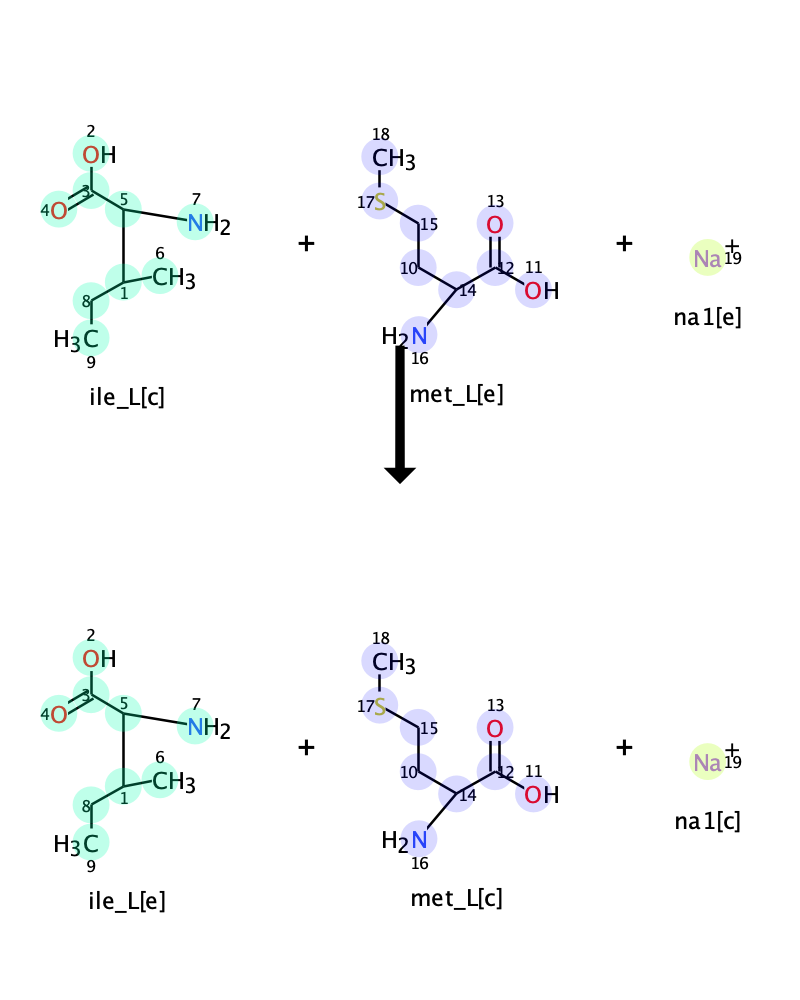 18
CH3
2
OH
3
4O
5
7
NH2
17S
15
13
O
+
+
Na+
19
6
CH3
1
8
10
12
11
OH
14
H3C
9
H2N
16
na1[e]
ile_L[c]
met_L[e]
18
CH3
2
OH
3
4O
5
7
NH2
17S
15
13
O
+
+
Na+
19
6
CH3
1
8
10
12
11
OH
14
H3C
9
H2N
16
na1[c]
ile_L[e]
met_L[c]